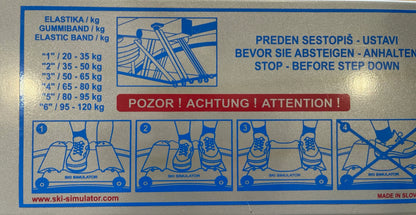 ELASTIKA / kg
GUMMIBAND / kg
ELASTIC BAND / kg
"1" / 20 - 35 kg
"2" / 35 - 50 kg
"3" / 50 - 65 kg
"4" / 65 - 80 kg
"5" / 80 - 95 kg
"6" / 95 - 120 kg
PREDEN SESTOPIŠ - USTAVI
BEVOR SIE ABSTEIGEN - ANHALTEN
STOP - BEFORE STEP DOWN
POZOR ! ACHTUNG ! ATTENTION !
1
2
3
4
SKI SIMULATOR
SKI SIMULATOR
SKI SIMULATOR
SKI SIMULATOR
www.ski-simulator.com
MADE IN SLOV